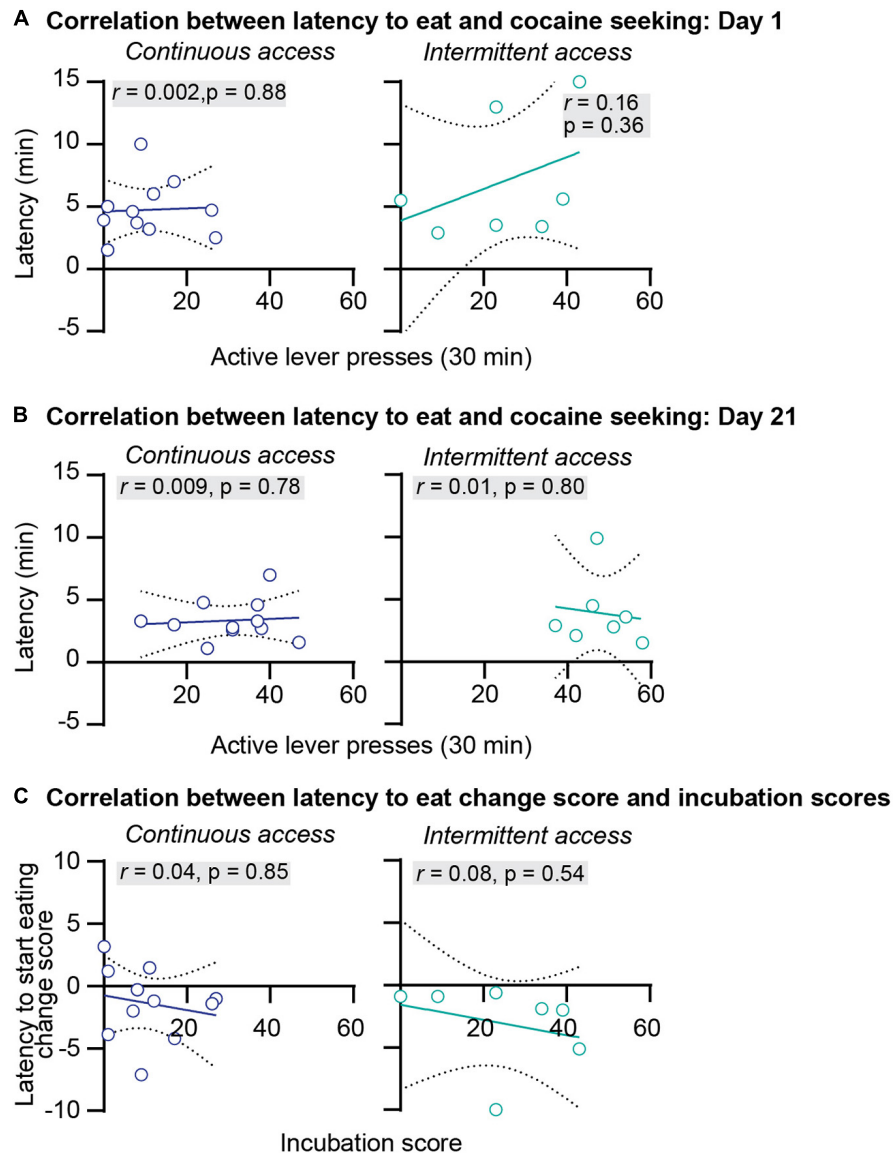 A Correlation between latency to eat and cocaine seeking: Day 1
Continuous access
Intermittent access
r = 0.002,p = 0.88
r = 0.16
p = 0.36
Latency (min)
15
10
5
0
-5
20 40 60
20 40 60
Active lever presses (30 min)
B Correlation between latency to eat and cocaine seeking: Day 21
Continuous access
Intermittent access
r = 0.009, p = 0.78
r = 0.01, p = 0.80
Latency (min)
15
10
5
0
-5
20 40 60
20 40 60
Active lever presses (30 min)
C Correlation between latency to eat change score and incubation scores
Continuous access
Intermittent access
r = 0.04, p = 0.85
r = 0.08, p = 0.54
Latency to start eating
change score
10
5
0
-5
-10
20 40 60
20 40 60
Incubation score